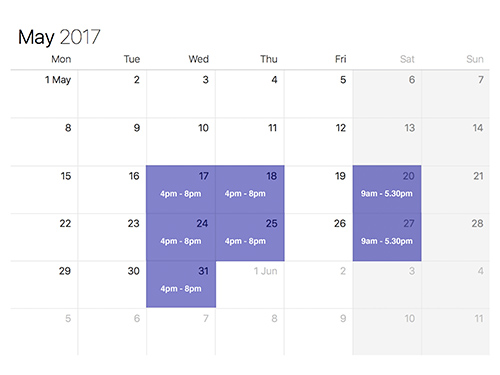 May 2017
Mon Tue Wed Thu Fri Sat Sun
1 May 2 3 4 5 6 7
8 9 10 11 12 13 14
15 16 17 18 19 20 21
4pm - 8pm 4pm - 8pm 9am - 5.30pm
22 23 24 25 26 27 28
4pm - 8pm 4pm - 8pm 9am - 5.30pm
29 30 31 1 Jun 2 3 4
4pm - 8pm
5 6 7 8 9 10 11